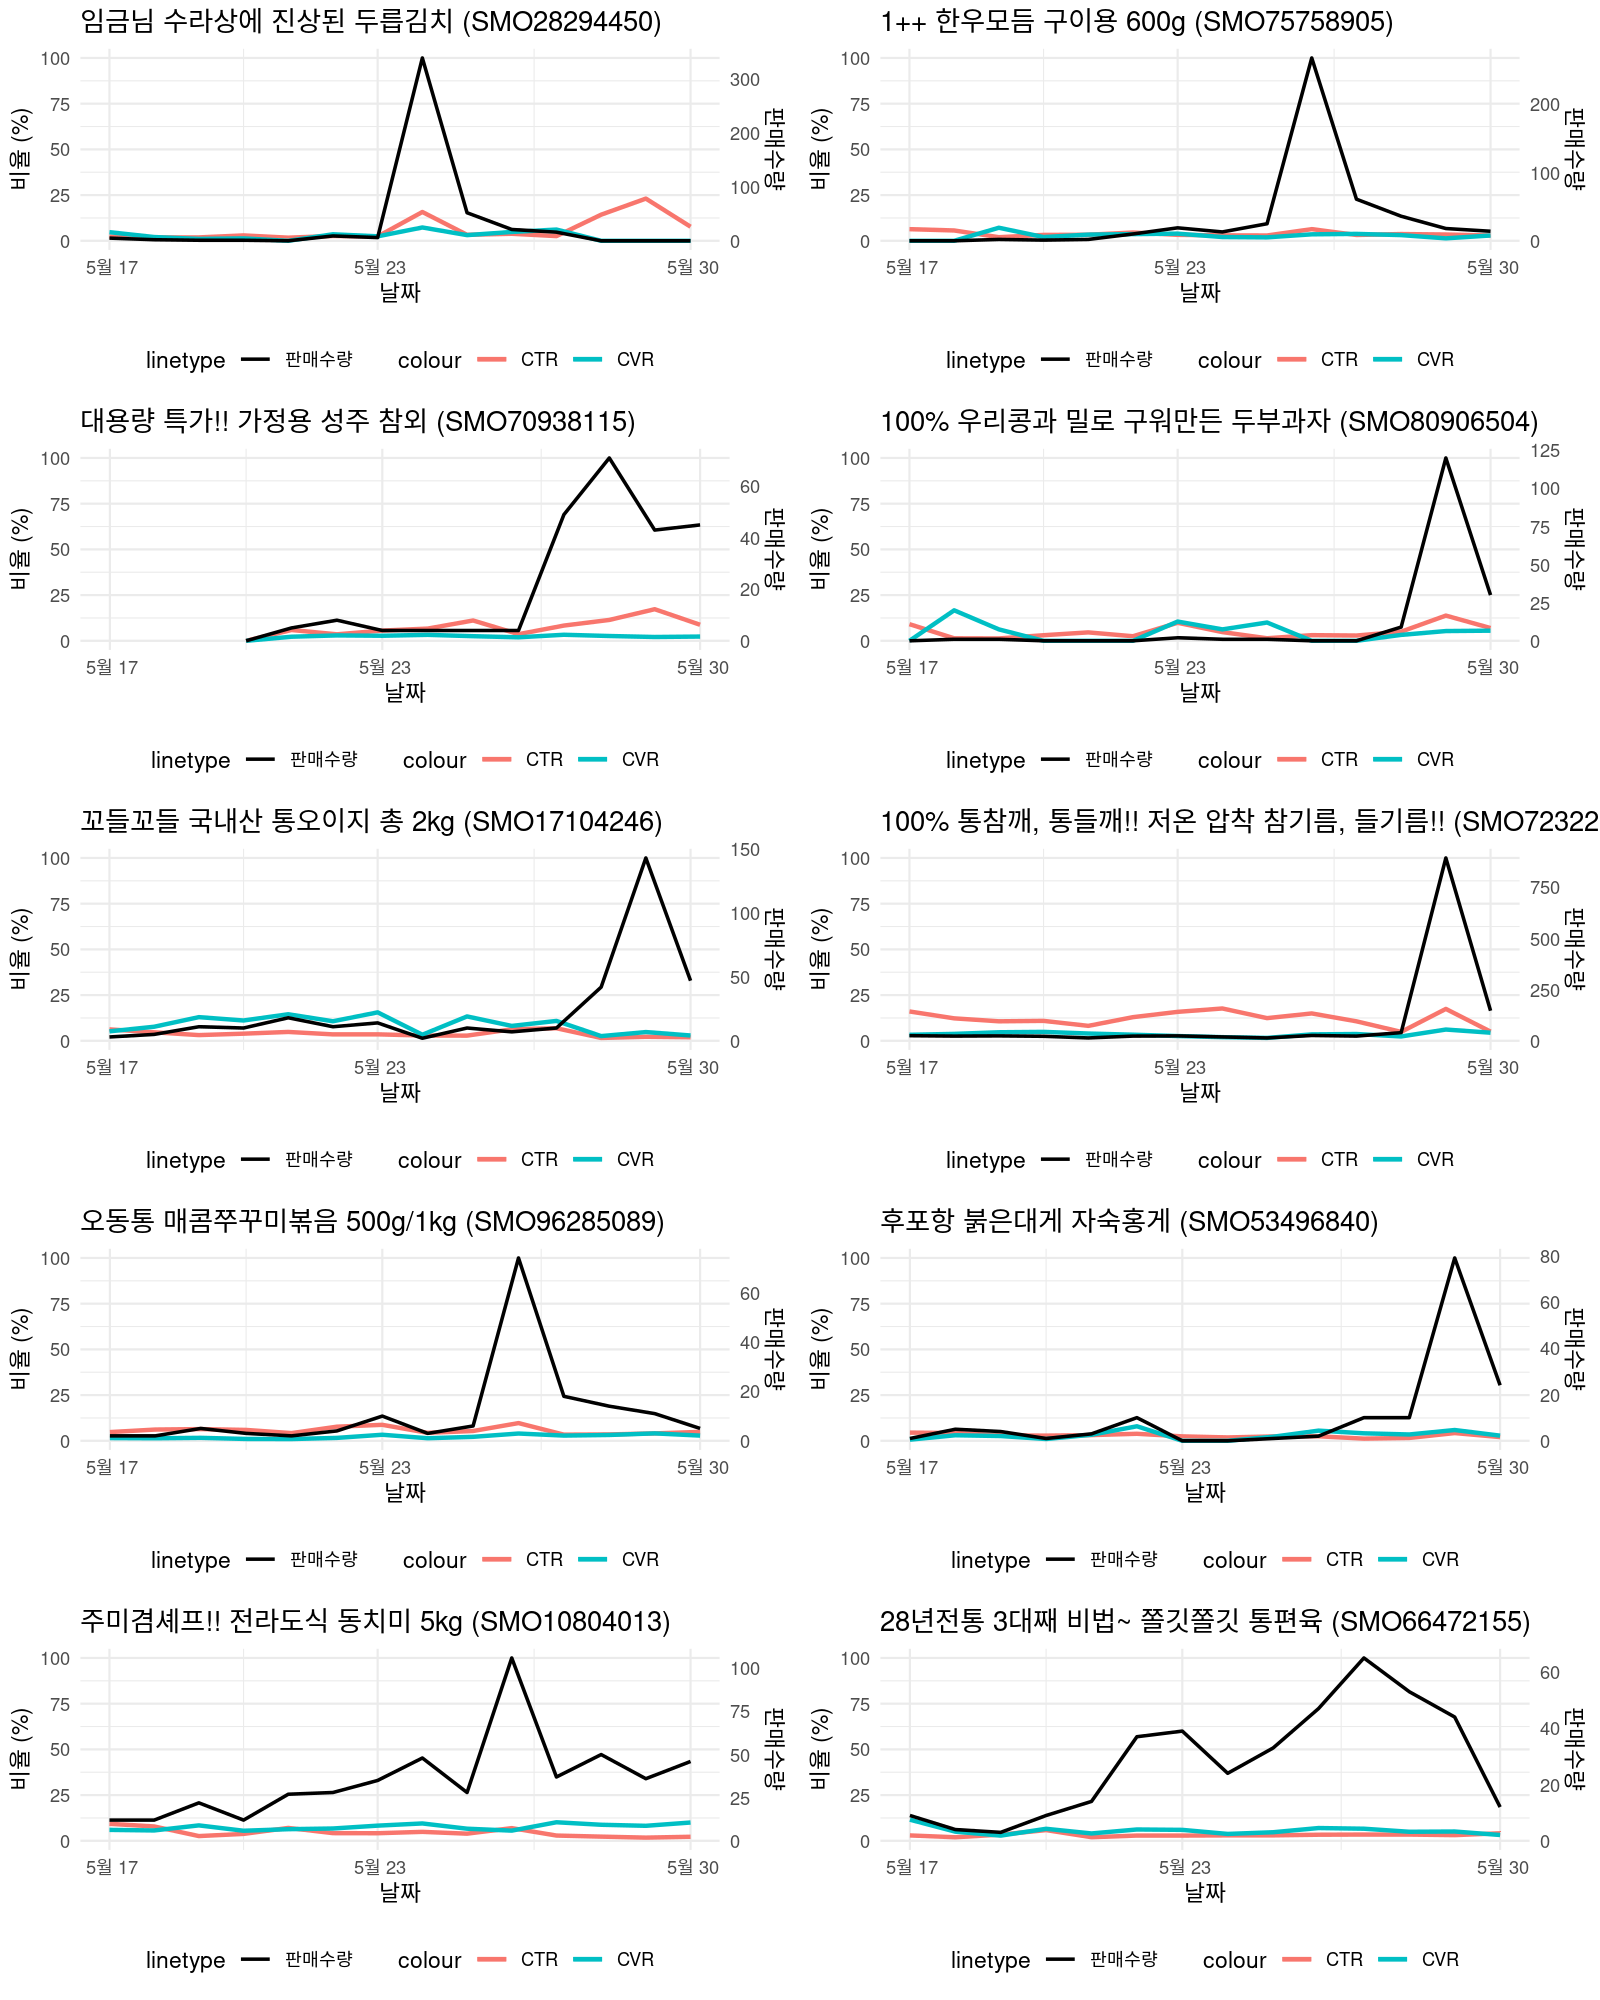 임금님 수라상에 진상된 두릅김치 (SMO28294450)
100
75
50
25
0
비율 (%)
300
200
100
0
판매수량
5월 17
5월 23
5월 30
날짜
linetype 판매수량 colour CTR CVR
1++ 한우모듬 구이용 600g (SMO75758905)
100
75
50
25
0
비율 (%)
200
100
0
판매수량
5월 17
5월 23
5월 30
날짜
linetype 판매수량 colour CTR CVR
대용량 특가!! 가정용 성주 참외 (SMO70938115)
100
75
50
25
0
비율 (%)
60
40
20
0
판매수량
5월 17
5월 23
5월 30
날짜
linetype 판매수량 colour CTR CVR
100% 우리콩과 밀로 구워만든 두부과자 (SMO80906504)
100
75
50
25
0
비율 (%)
125
100
75
50
25
0
판매수량
5월 17
5월 23
5월 30
날짜
linetype 판매수량 colour CTR CVR
꼬들꼬들 국내산 통오이지 총 2kg (SMO17104246)
100
75
50
25
0
비율 (%)
150
100
50
0
판매수량
5월 17
5월 23
5월 30
날짜
linetype 판매수량 colour CTR CVR
100% 통참깨, 통들깨!! 저온 압착 참기름, 들기름!! (SMO72322
100
75
50
25
0
비율 (%)
750
500
250
0
판매수량
5월 17
5월 23
5월 30
날짜
linetype 판매수량 colour CTR CVR
오동통 매콤쭈꾸미볶음 500g/1kg (SMO96285089)
100
75
50
25
0
비율 (%)
60
40
20
0
판매수량
5월 17
5월 23
5월 30
날짜
linetype 판매수량 colour CTR CVR
후포항 붉은대게 자숙홍게 (SMO53496840)
100
75
50
25
0
비율 (%)
80
60
40
20
0
판매수량
5월 17
5월 23
5월 30
날짜
linetype 판매수량 colour CTR CVR
주미겸셰프!! 전라도식 동치미 5kg (SMO10804013)
100
75
50
25
0
비율 (%)
100
75
50
25
0
판매수량
5월 17
5월 23
5월 30
날짜
linetype 판매수량 colour CTR CVR
28년전통 3대째 비법~ 쫄깃쫄깃 통편육 (SMO66472155)
100
75
50
25
0
비율 (%)
60
40
20
0
판매수량
5월 17
5월 23
5월 30
날짜
linetype 판매수량 colour CTR CVR